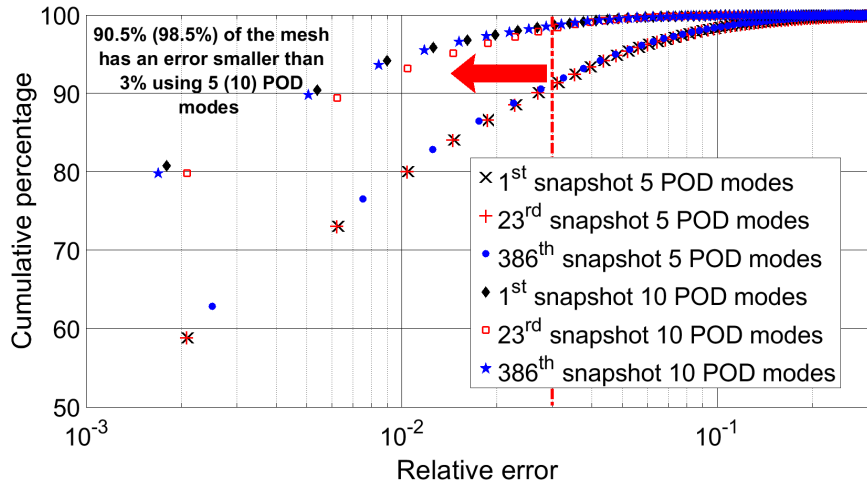 90.5% (98.5%) of the mesh
has an error smaller than
3% using 5 (10) POD
modes
100
90
80
70
60
50
Cumulative percentage
1st snapshot 5 POD modes
23rd snapshot 5 POD modes
386th snapshot 5 POD modes
1st snapshot 10 POD modes
23rd snapshot 10 POD modes
386th snapshot 10 POD modes
10-3
10-2
10-1
Relative error